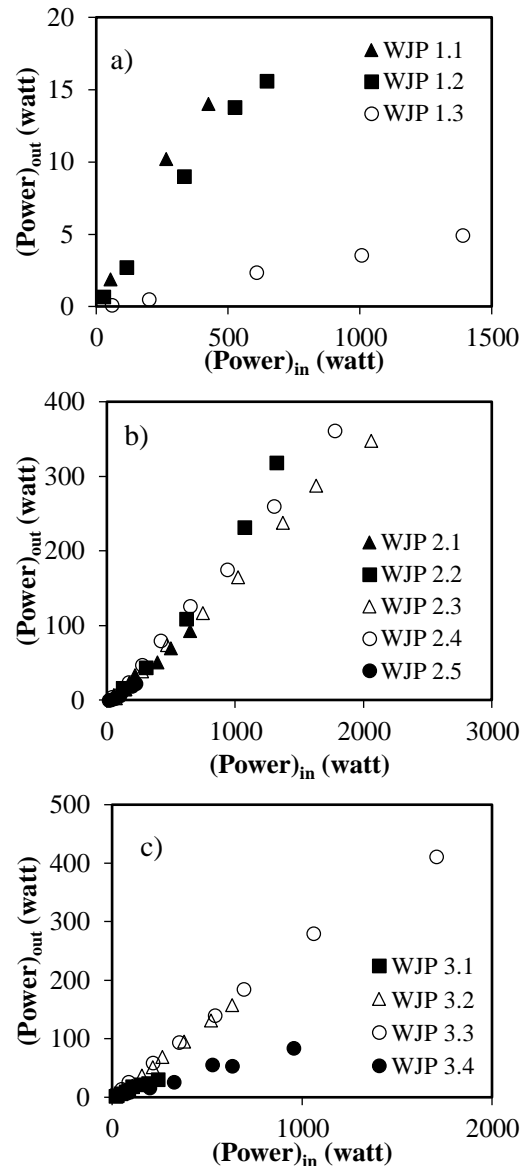 a)
WJP 1.1
WJP 1.2
WJP 1.3
20
15
10
5
0
(Power)out (watt)
0 500 1000 1500
(Power)in (watt)
b)
WJP 2.1
WJP 2.2
WJP 2.3
WJP 2.4
WJP 2.5
400
300
200
100
0
(Power)out (watt)
0 1000 2000 3000
(Power)in (watt)
c)
WJP 3.1
WJP 3.2
WJP 3.3
WJP 3.4
500
400
300
200
100
0
(Power)out (watt)
0 1000 2000
(Power)in (watt)